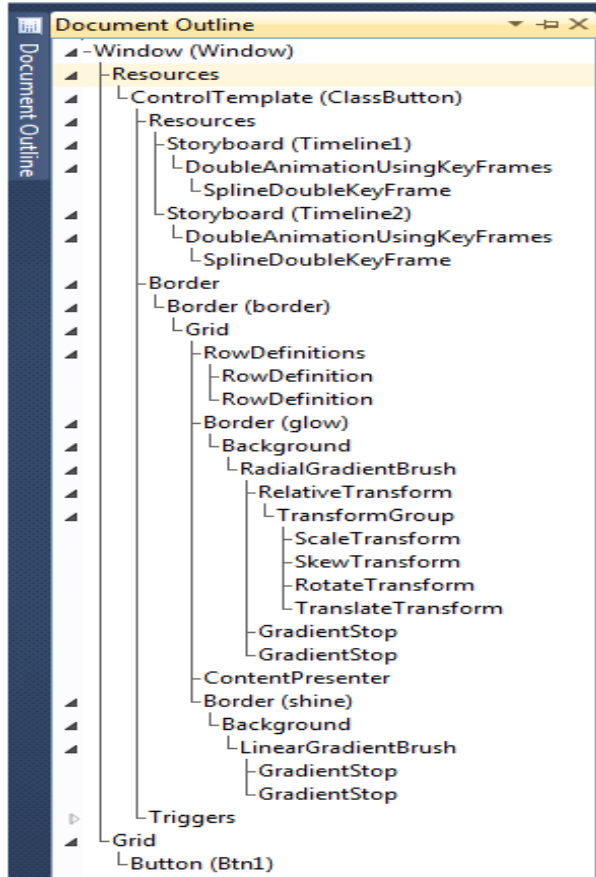 Document Outline
Document Outline
Window (Window)
Resources
ControlTemplate (ClassButton)
Resources
Storyboard (Timeline1)
DoubleAnimationUsingKeyFrames
SplineDoubleKeyFrame
Storyboard (Timeline2)
DoubleAnimationUsingKeyFrames
SplineDoubleKeyFrame
Border
Border (border)
Grid
RowDefinitions
RowDefinition
RowDefinition
Border (glow)
Background
RadialGradientBrush
RelativeTransform
TransformGroup
ScaleTransform
SkewTransform
RotateTransform
TranslateTransform
GradientStop
GradientStop
ContentPresenter
Border (shine)
Background
LinearGradientBrush
GradientStop
GradientStop
Triggers
Grid
Button (Btn1)